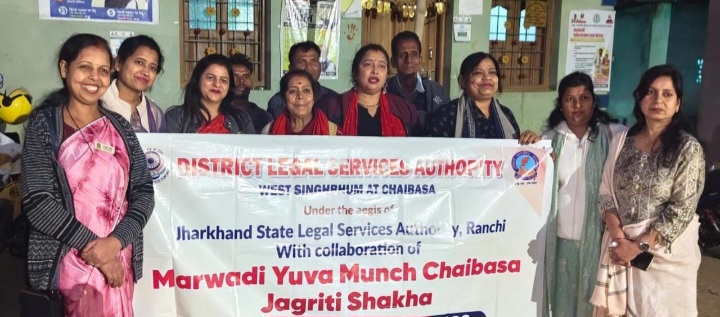 DISTRICT LEGAL SERVICES AUTHORITY
WEST SINGHBHUM AT CHAIBASA
Under the aegis of
Jharkhand State Legal Services Authority, Ranchi
With collaboration of
Marwadi Yuva Munch Chaibasa
Jagriti Shakha